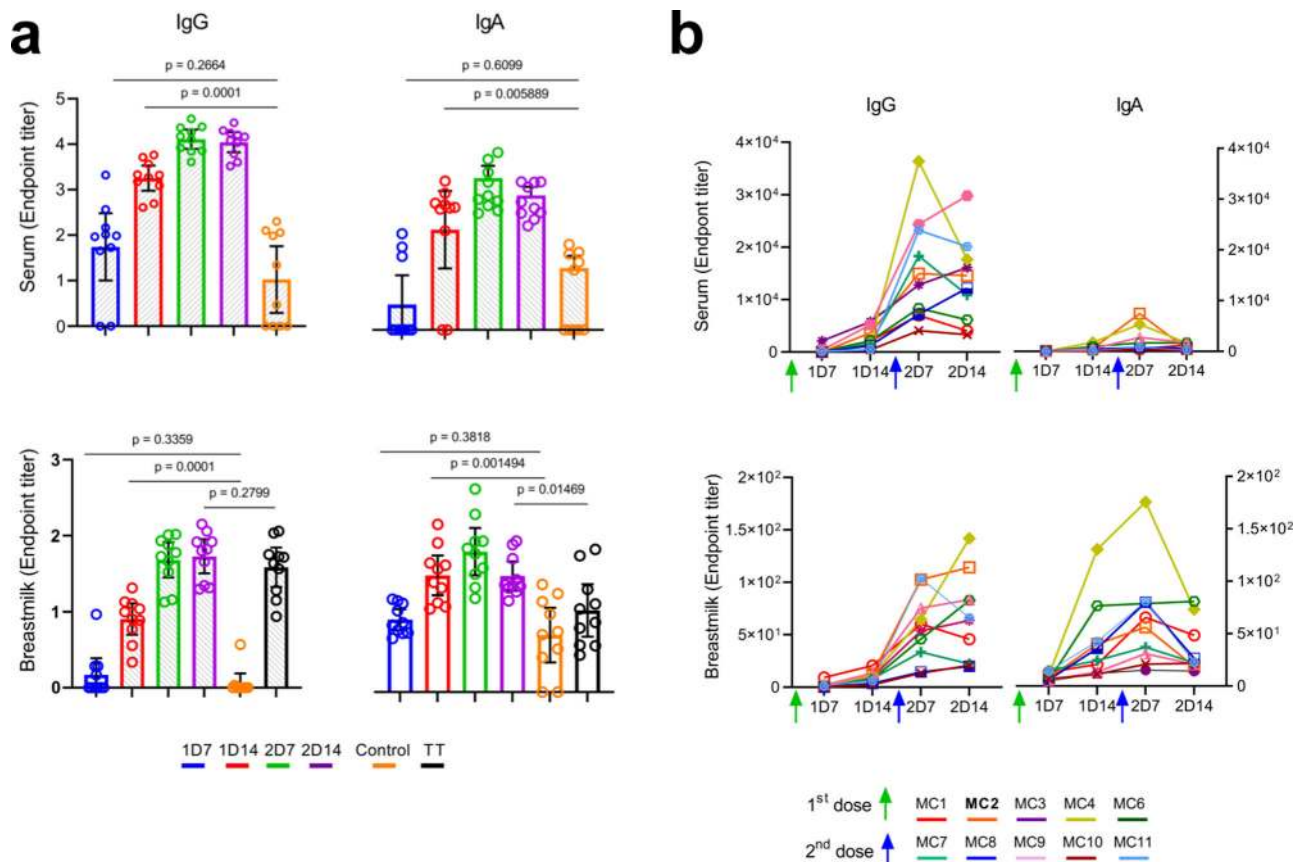 a
IgG
IgA
p = 0.2664
p = 0.0001
p = 0.6099
p = 0.005889
Serum (Endpoint titer)
5
4
3
2
1
0
p = 0.3359
p = 0.0001
p = 0.2799
p = 0.3818
p = 0.001494
p = 0.01469
Breastmilk (Endpoint titer)
3
2
1
0
1D7 1D14 2D7 2D14 Control TT
b
IgG
IgA
Serum (Endpont titer)
4×10⁴
3×10⁴
2×10⁴
1×10⁴
0
1D7 1D14 2D7 2D14
1D7 1D14 2D7 2D14
4×10⁴
3×10⁴
2×10⁴
1×10⁴
0
Breastmilk (Endpoint titer)
2×10²
1.5×10²
1×10²
5×10¹
0
1D7 1D14 2D7 2D14
1D7 1D14 2D7 2D14
2×10²
1.5×10²
1×10²
5×10¹
0
1st dose MC1 MC2 MC3 MC4 MC6
2nd dose MC7 MC8 MC9 MC10 MC11